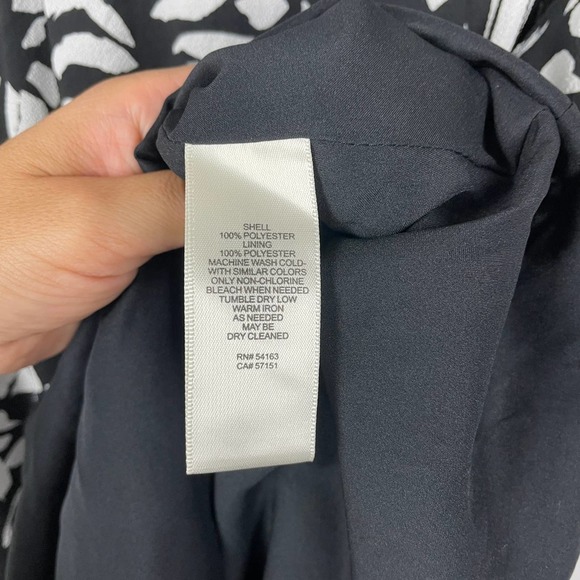 SHELL
100% POLYESTER
LINING
100% POLYESTER
MACHINE WASH COLD-
WITH SIMILAR COLORS
ONLY NON-CHLORINE
BLEACH WHEN NEEDED
TUMBLE DRY LOW
WARM IRON
AS NEEDED
MAY BE
DRY CLEANED
RN# 54163
CA# 57151